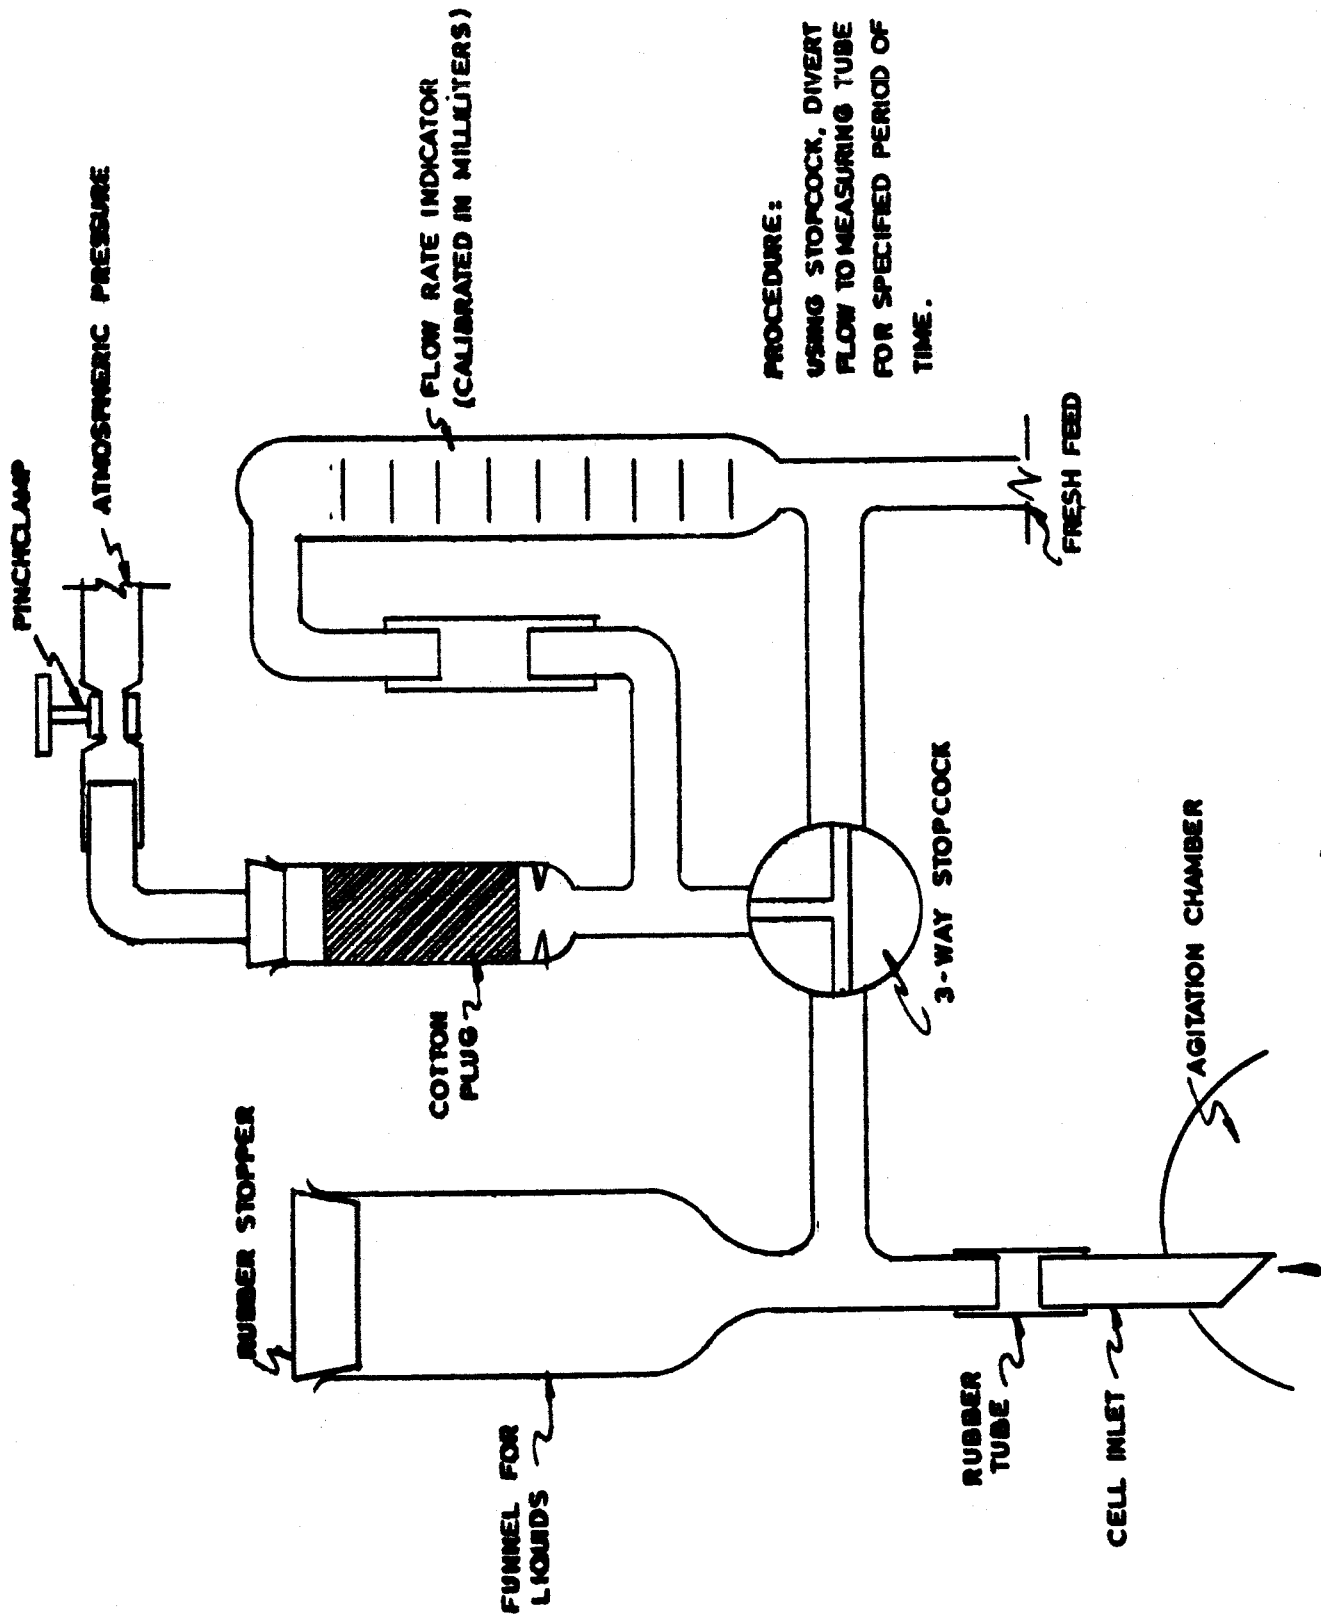 PINCHCLAMP
ATMOSPHERIC PRESSURE
FLOW RATE INDICATOR
(CALIBRATED IN MILLILITERS)
RUBBER STOPPER
COTTON
PLUG
FUNNEL FOR
LIQUIDS
PROCEDURE:
USING STOPCOCK, DIVERT
FLOW TO MEASURING TUBE
FOR SPECIFIED PERIOD OF
TIME.
FRESH FEED
3-WAY STOPCOCK
RUBBER
TUBE
CELL INLET
AGITATION CHAMBER